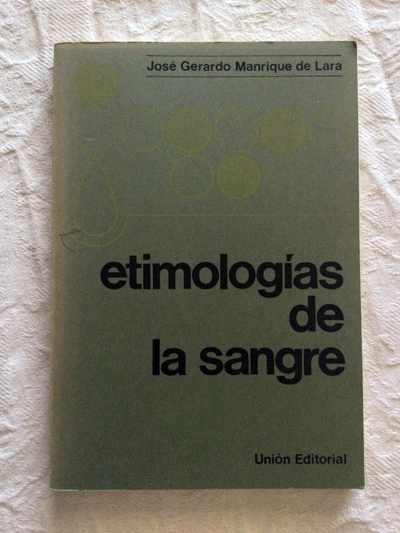 José Gerardo Manrique de Lara
etimologías
de
la sangre
Unión Editorial